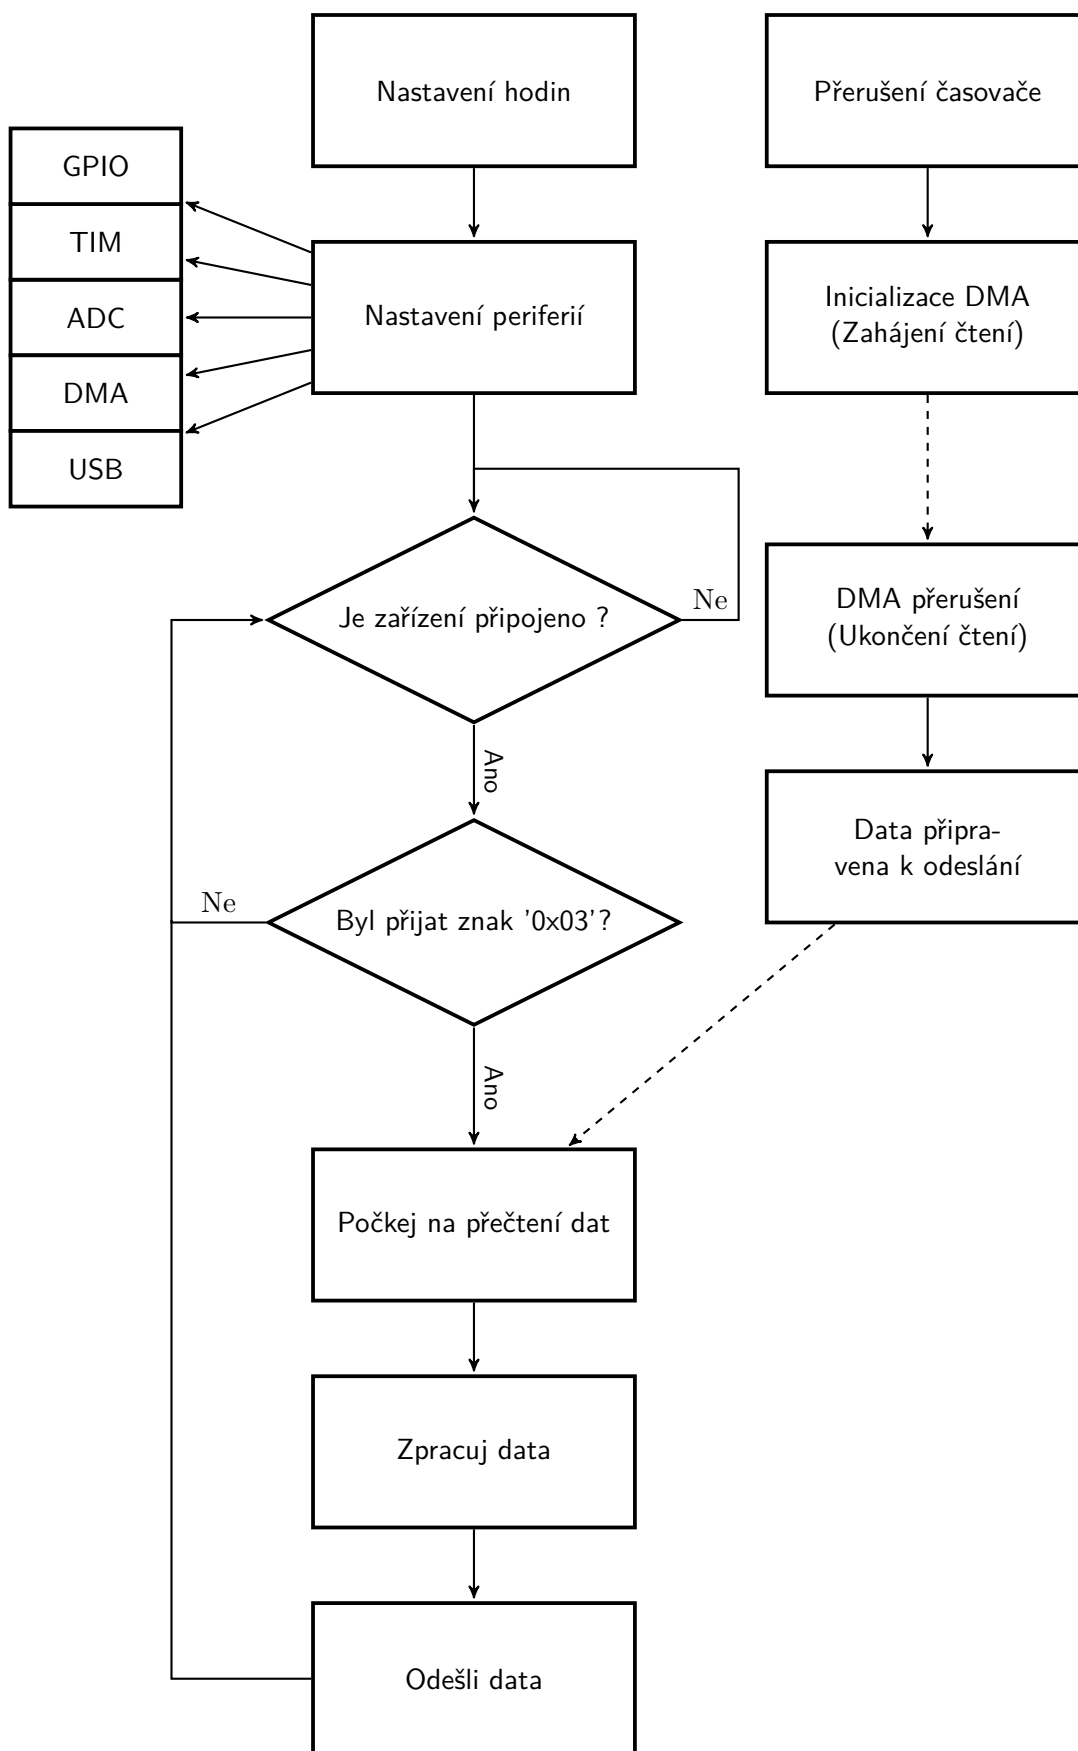 Nastavení hodin
Přerušení časovače
GPIO
TIM
ADC
DMA
USB
Nastavení periferií
Inicializace DMA
(Zahájení čtení)
Je zařízení připojeno ?
Ne
DMA přerušení
(Ukončení čtení)
Ano
Data připra-
vena k odeslání
Ne
Byl přijat znak '0x03'?
Ano
Počkej na přečtení dat
Zpracuj data
Odešli data